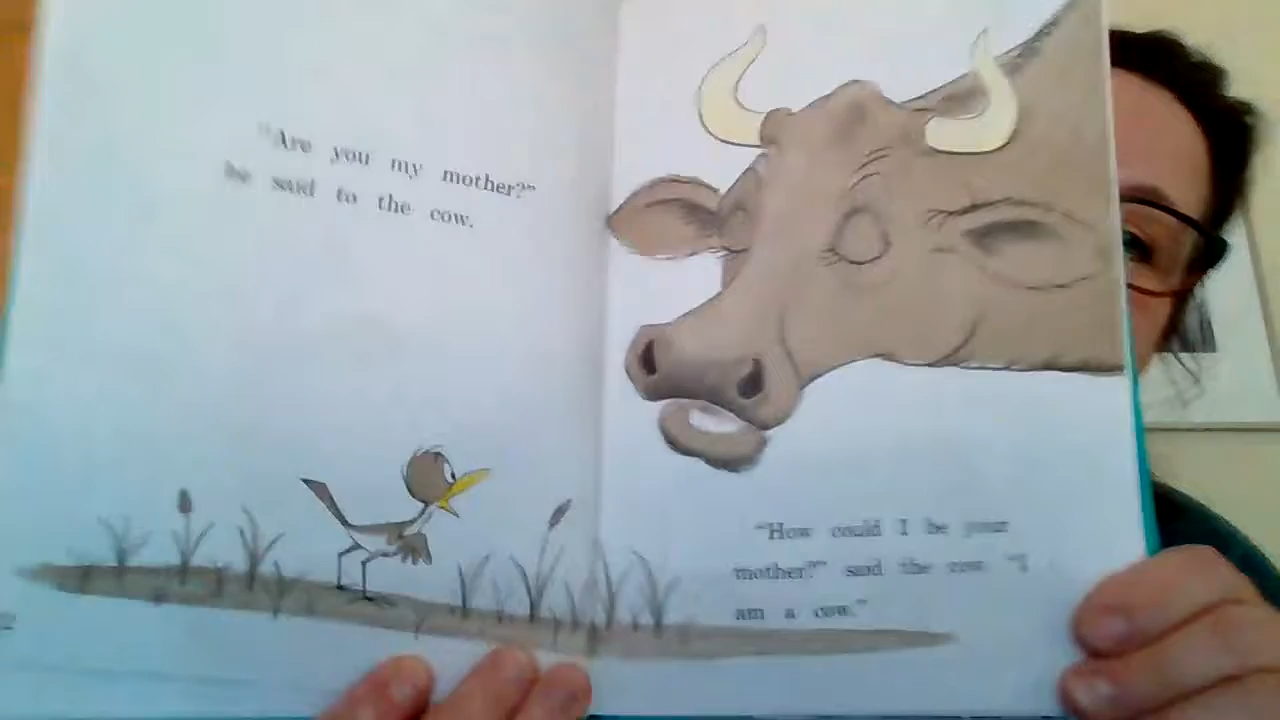 "Are you my mother?"
he said to the cow.
"How could I be your
mother?" said the cow. "I
am a cow."